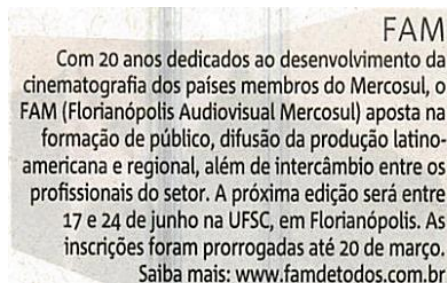 FAM
Com 20 anos dedicados ao desenvolvimento da
cinematografia dos países membros do Mercosul, o
FAM (Florianópolis Audiovisual Mercosul) aposta na
formação de público, difusão da produção latino-
americana e regional, além de intercâmbio entre os
profissionais do setor. A próxima edição será entre
17 e 24 de junho na UFSC, em Florianópolis. As
inscrições foram prorrogadas até 20 de março.
Saiba mais: www.famdetodos.com.br